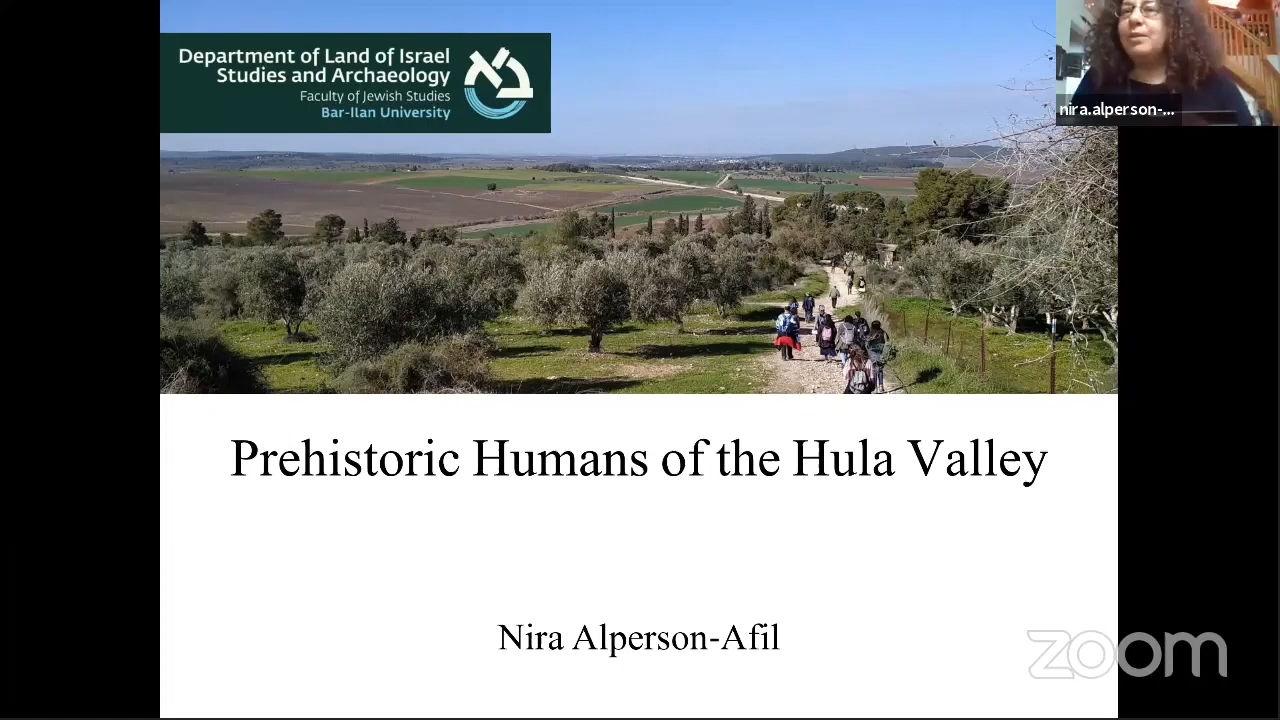 Department of Land of Israel
Studies and Archaeology
Faculty of Jewish Studies
Bar-Ilan University
nira.alperson-...
Prehistoric Humans of the Hula Valley
Nira Alperson-Afil
zoom